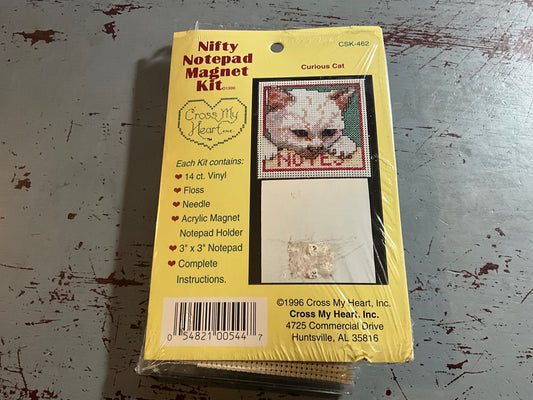 Nifty
Notepad
Magnet
Kit ©1996
CSK-462
Curious Cat
Cross My
Heart, inc.
NOTES
Each Kit contains:
14 ct. Vinyl
Floss
Needle
Acrylic Magnet
Notepad Holder
3" x 3" Notepad
Complete
Instructions.
0 54821 00544 7
©1996 Cross My Heart, Inc.
Cross My Heart. Inc.
4725 Commercial Drive
Huntsville, AL 35816